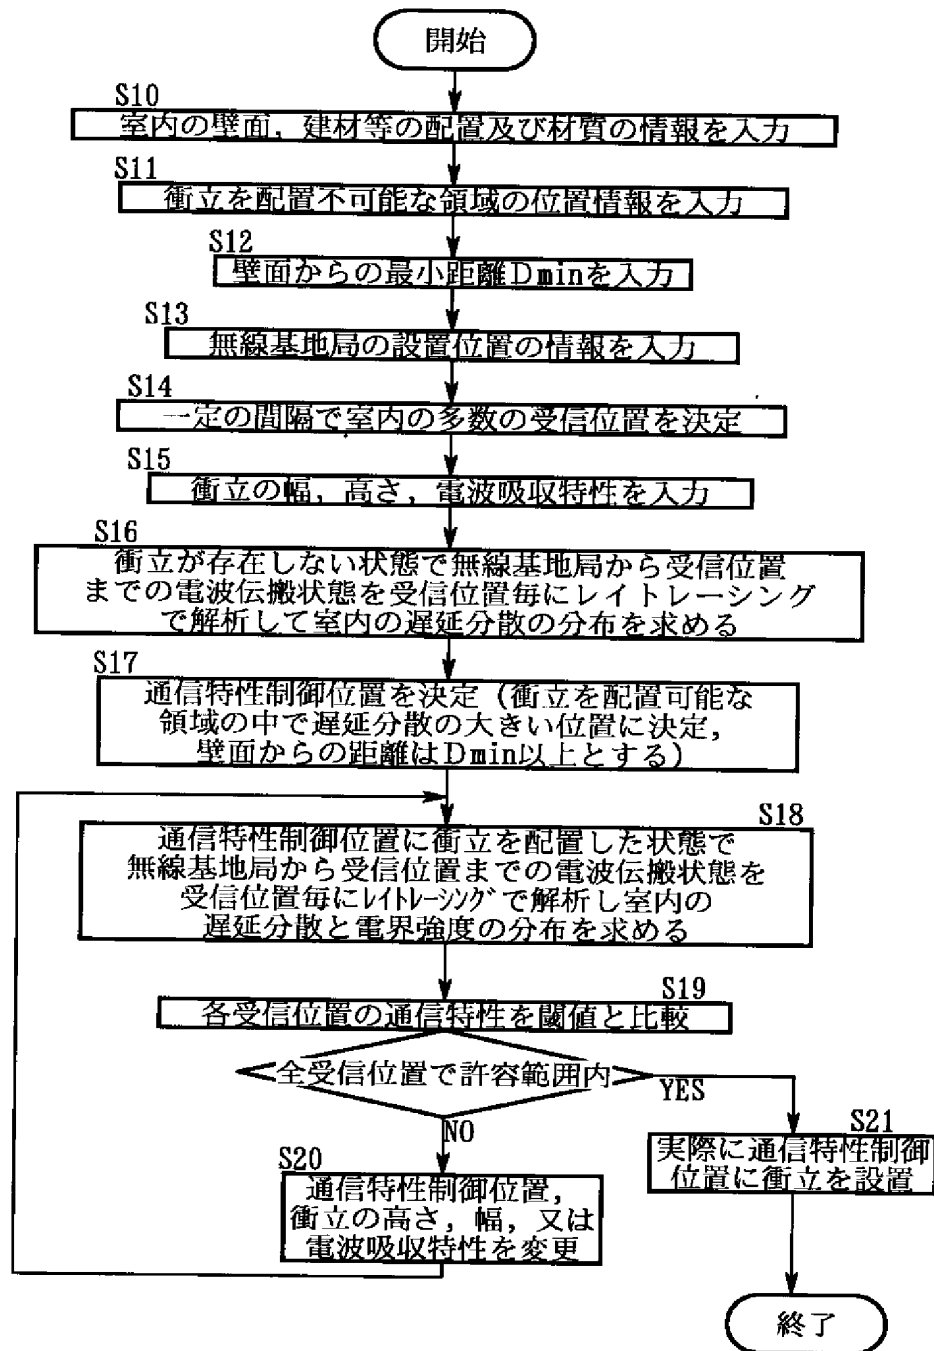 開始
S10
室内の壁面，建材等の配置及び材質の情報を入力
S11
衝立を配置不可能な領域の位置情報を入力
S12
壁面からの最小距離Dminを入力
S13
無線基地局の設置位置の情報を入力
S14
一定の間隔で室内の多数の受信位置を決定
S15
衝立の幅，高さ，電波吸収特性を入力
S16
衝立が存在しない状態で無線基地局から受信位置
までの電波伝搬状態を受信位置毎にレイトレーシング
で解析して室内の遅延分散の分布を求める
S17
通信特性制御位置を決定（衝立を配置可能な
領域の中で遅延分散の大きい位置に決定，
壁面からの距離はDmin以上とする）
S18
通信特性制御位置に衝立を配置した状態で
無線基地局から受信位置までの電波伝搬状態を
受信位置毎にﾚｲﾄﾚｰｼﾝｸﾞで解析し室内の
遅延分散と電界強度の分布を求める
S19
各受信位置の通信特性を閾値と比較
全受信位置で許容範囲内
YES
NO
S20
通信特性制御位置，
衝立の高さ，幅，又は
電波吸収特性を変更
S21
実際に通信特性制御
位置に衝立を設置
終了